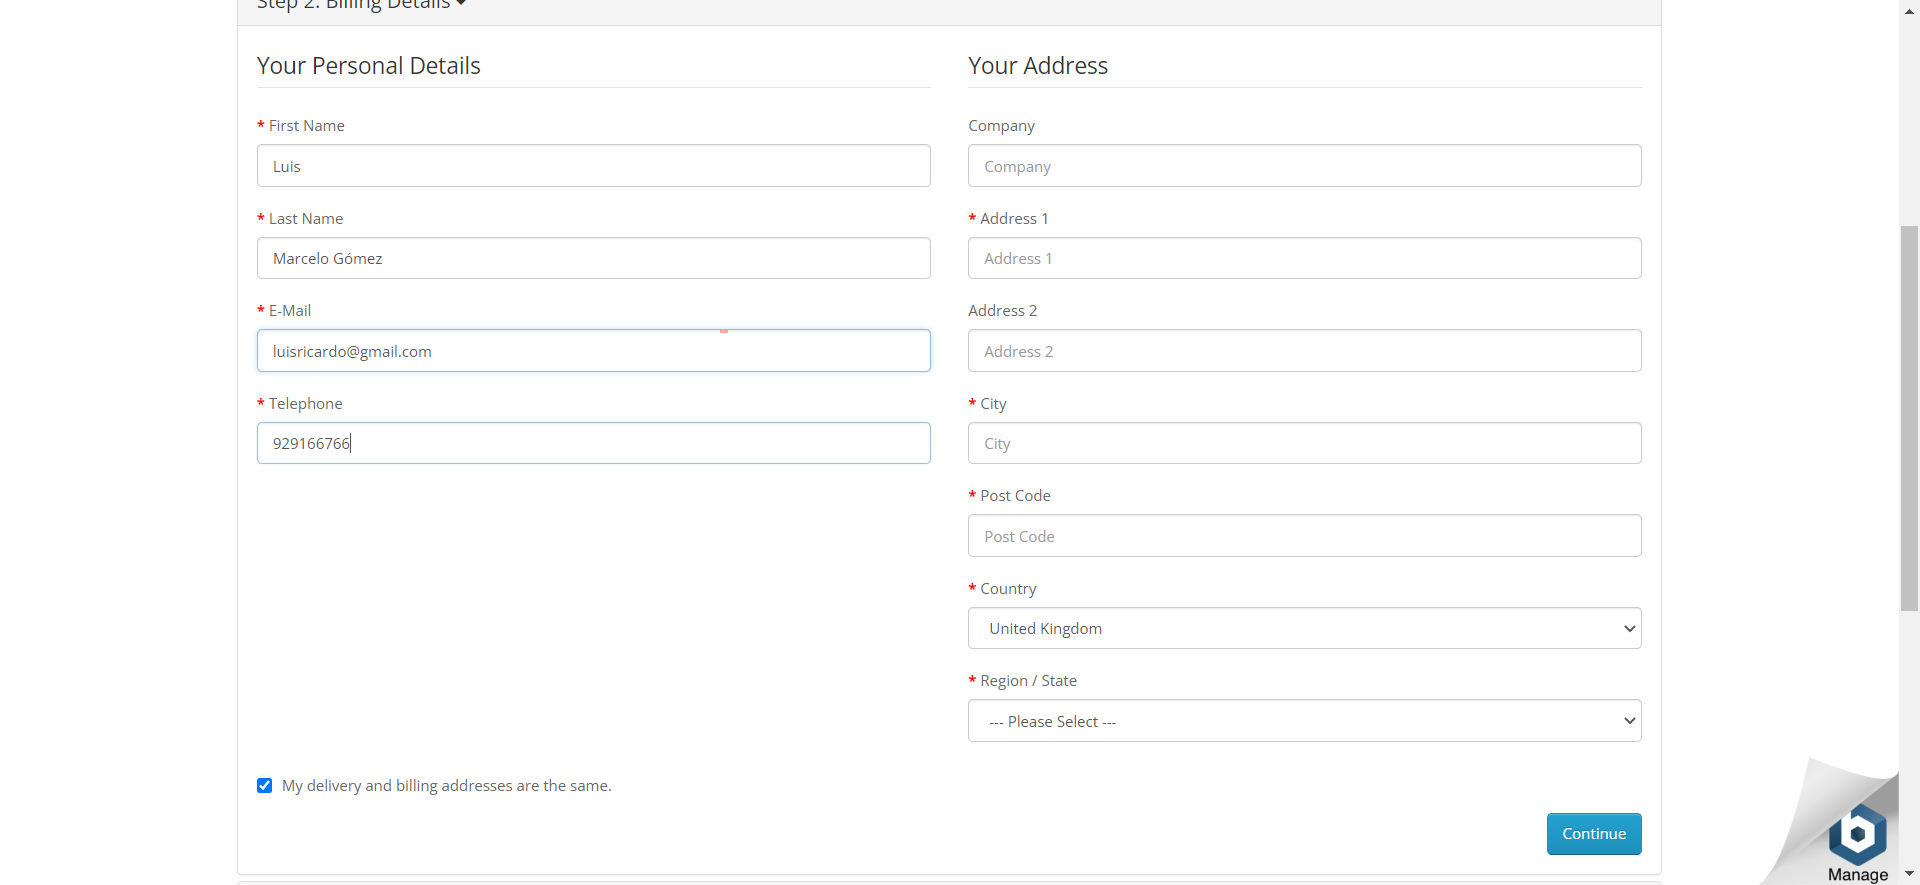 Step 2: Billing Details
Your Personal Details
* First Name
Luis
* Last Name
Marcelo Gómez
* E-Mail
luisricardo@gmail.com
* Telephone
929166766
Your Address
Company
Company
* Address 1
Address 1
Address 2
Address 2
* City
City
* Post Code
Post Code
* Country
United Kingdom
* Region / State
--- Please Select ---
My delivery and billing addresses are the same.
Continue
b
Manage